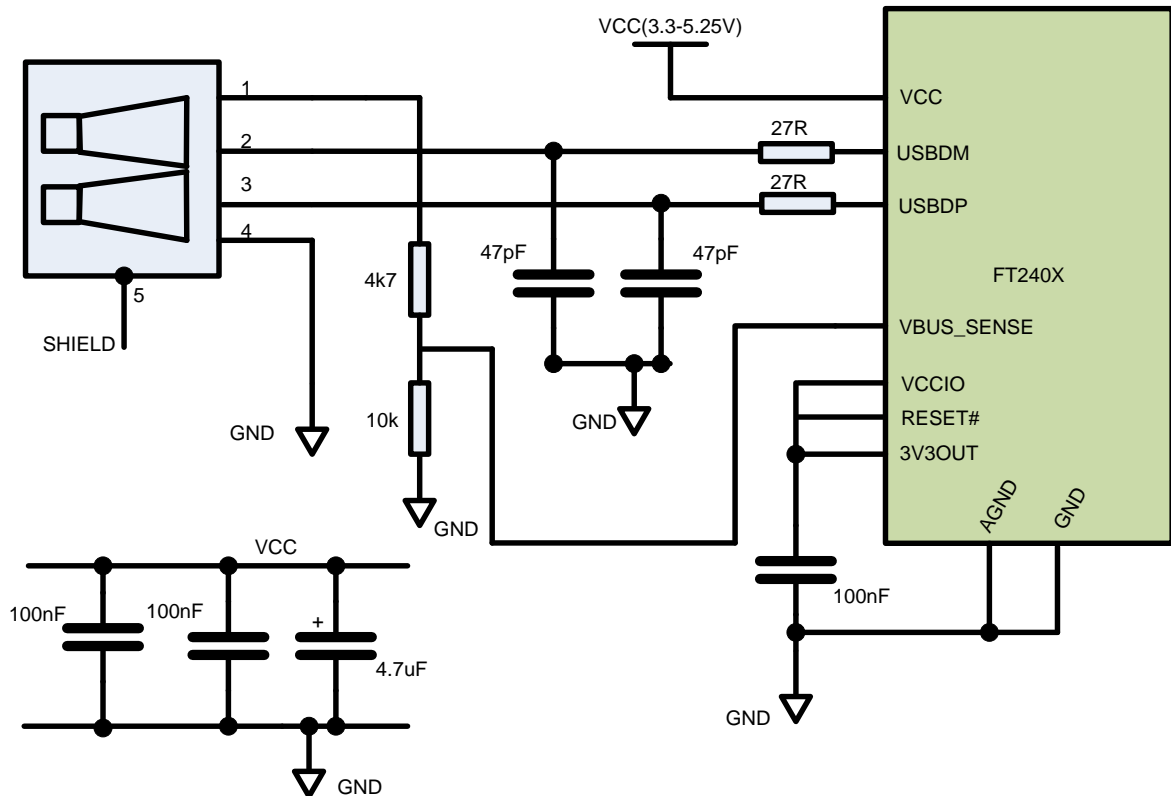 VCC(3.3-5.25V)
1
VCC
27R
2
USBDM
27R
3
USBDP
4
47pF
47pF
4k7
FT240X
5
VBUS_SENSE
SHIELD
VCCIO
10k
RESET#
GND
GND
3V3OUT
AGND
GND
GND
VCC
100nF
100nF
100nF
+
4.7uF
GND
GND